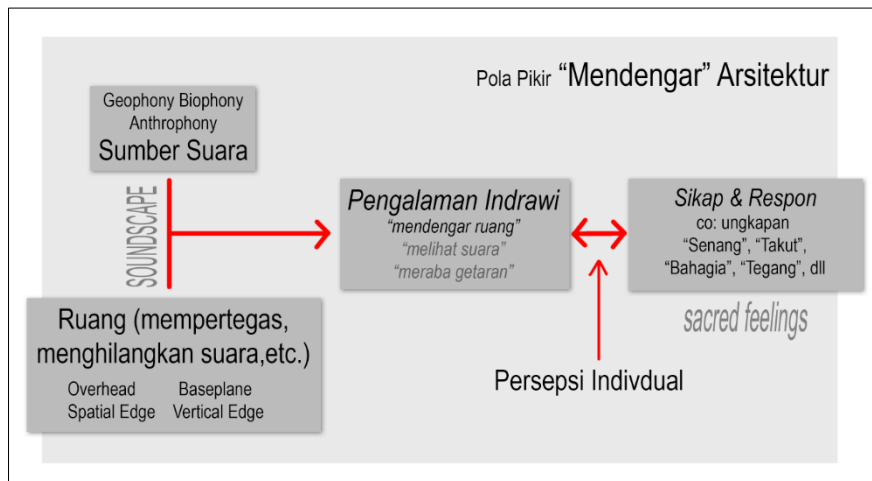 Pola Pikir “Mendengar” Arsitektur
Geophony Biophony
Anthrophony
Sumber Suara
SOUNDSCAPE
Ruang (mempertegas,
menghilangkan suara,etc.)
Overhead Baseplane
Spatial Edge Vertical Edge
Pengalaman Indrawi
“mendengar ruang”
“melihat suara”
“meraba getaran”
Sikap & Respon
co: ungkapan
“Senang”, “Takut”,
“Bahagia”, “Tegang”, dll
sacred feelings
Persepsi Indivdual